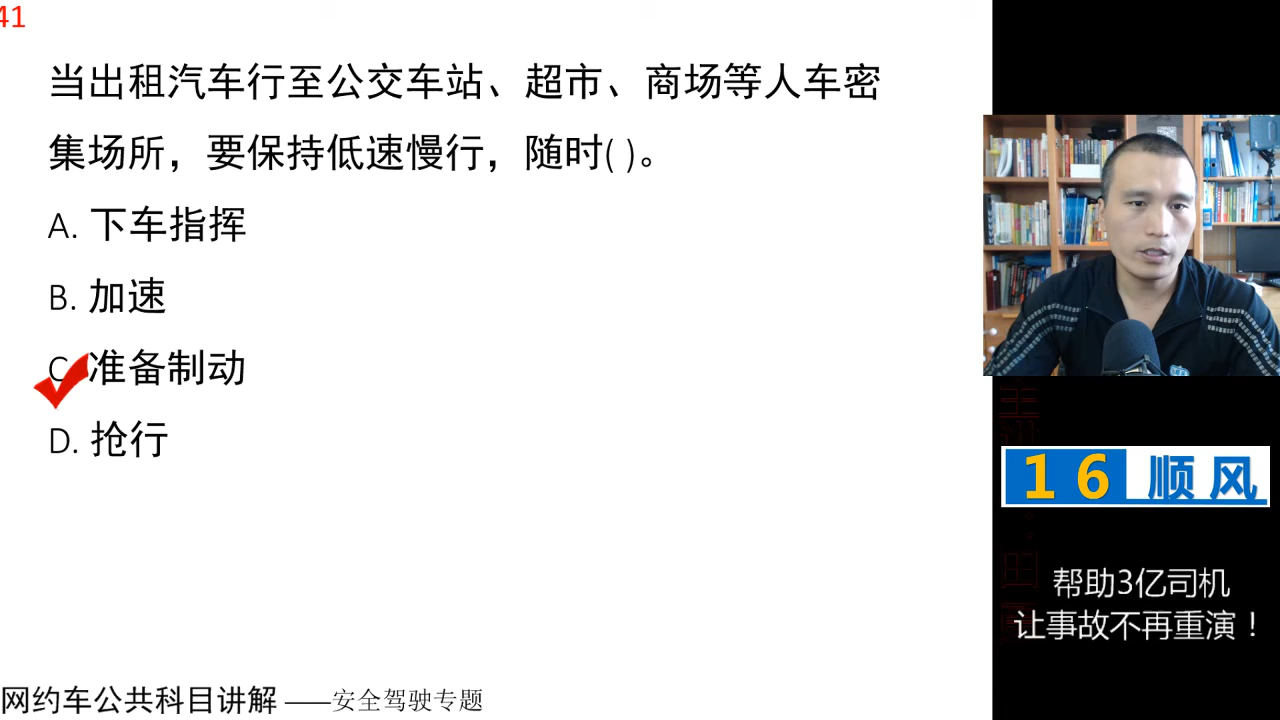 41
当出租汽车行至公交车站、超市、商场等人车密
集场所，要保持低速慢行，随时( )。
A. 下车指挥
B. 加速
C. 准备制动
D. 抢行
16 顺风
帮助3亿司机
让事故不再重演！
网约车公共科目讲解 ——安全驾驶专题